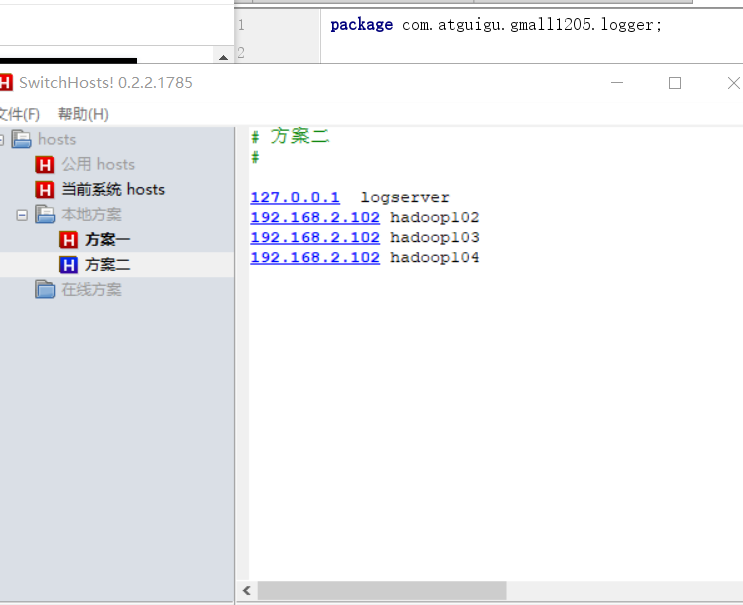 1 package com.atguigu.gmall1205.logger;
2
SwitchHosts! 0.2.2.1785
文件(F) 帮助(H)
hosts
公用 hosts
当前系统 hosts
本地方案
方案一
方案二
在线方案
# 方案二
#
127.0.0.1 logserver
192.168.2.102 hadoop102
192.168.2.102 hadoop103
192.168.2.102 hadoop104